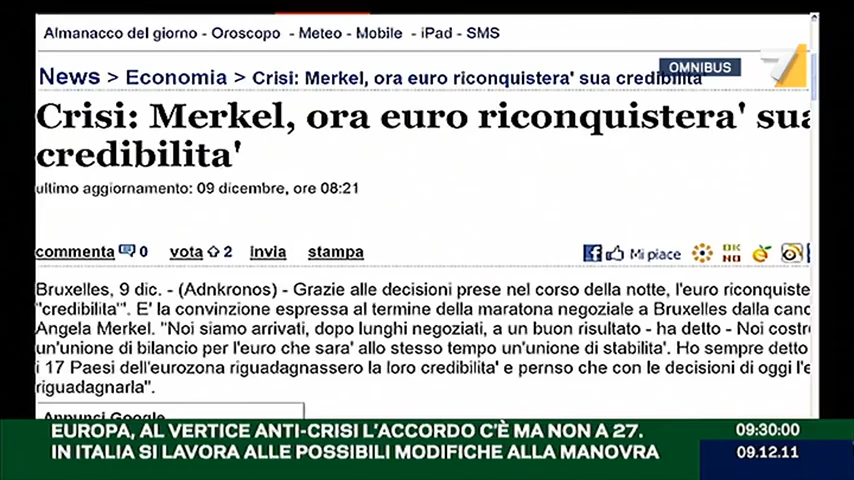 Almanacco del giorno - Oroscopo - Meteo - Mobile - iPad - SMS
OMNIBUS
News > Economia > Crisi: Merkel, ora euro riconquistera' sua credibilita'
Crisi: Merkel, ora euro riconquistera' sua
credibilita'
ultimo aggiornamento: 09 dicembre, ore 08:21
commenta 0 vota 2 invia stampa Mi piace OK NO
Bruxelles, 9 dic. - (Adnkronos) - Grazie alle decisioni prese nel corso della notte, l'euro riconquiste
"credibilita'". E' la convinzione espressa al termine della maratona negoziale a Bruxelles dalla canc
Angela Merkel. "Noi siamo arrivati, dopo lunghi negoziati, a un buon risultato - ha detto - Noi costr
un'unione di bilancio per l'euro che sara' allo stesso tempo un'unione di stabilita'. Ho sempre detto
i 17 Paesi dell'eurozona riguadagnassero la loro credibilita' e pernso che con le decisioni di oggi l'e
riguadagnarla".
Annunci Google
EUROPA, AL VERTICE ANTI-CRISI L'ACCORDO C'È MA NON A 27. 09:30:00
IN ITALIA SI LAVORA ALLE POSSIBILI MODIFICHE ALLA MANOVRA 09.12.11